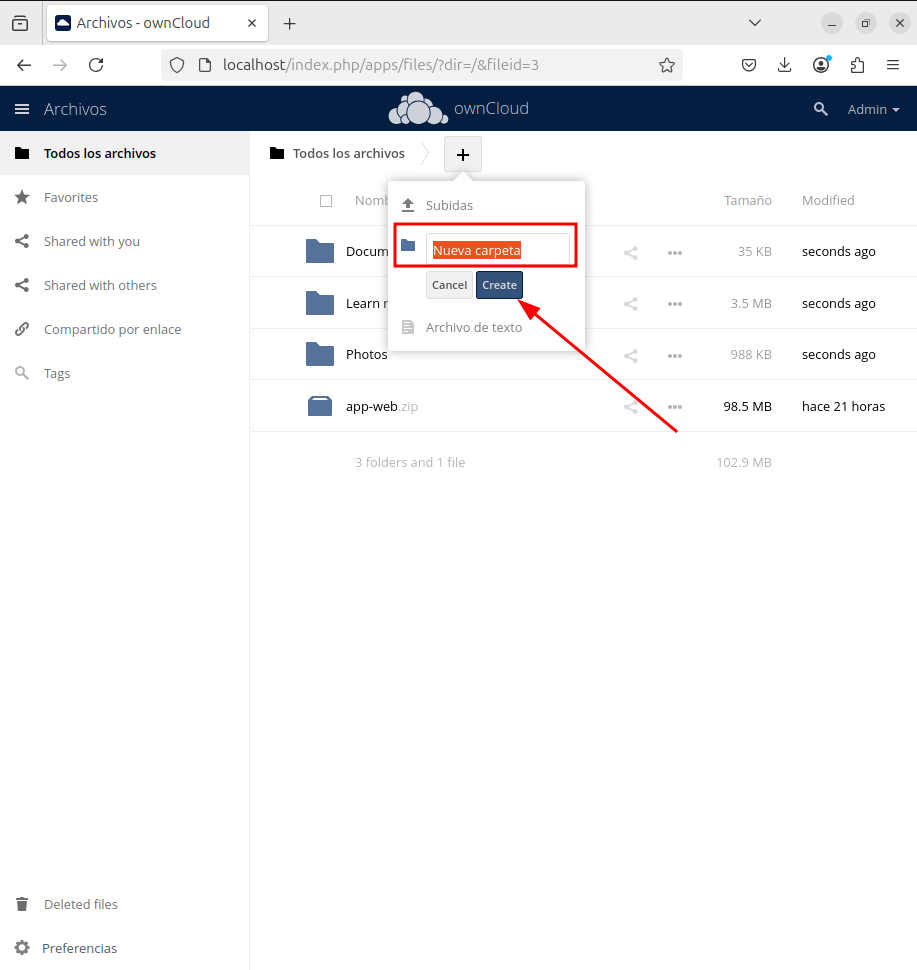 Archivos - ownCloud
localhost/index.php/apps/files/?dir=/&fileid=3
Archivos
ownCloud
Admin
Todos los archivos
Favorites
Shared with you
Shared with others
Compartido por enlace
Tags
Deleted files
Preferencias
Todos los archivos
+
Nomb
Tamaño
Modified
Subidas
Nueva carpeta
Cancel
Create
Archivo de texto
Docum
35 KB
seconds ago
Learn
3.5 MB
seconds ago
Photos
988 KB
seconds ago
app-web.zip
98.5 MB
hace 21 horas
3 folders and 1 file
102.9 MB